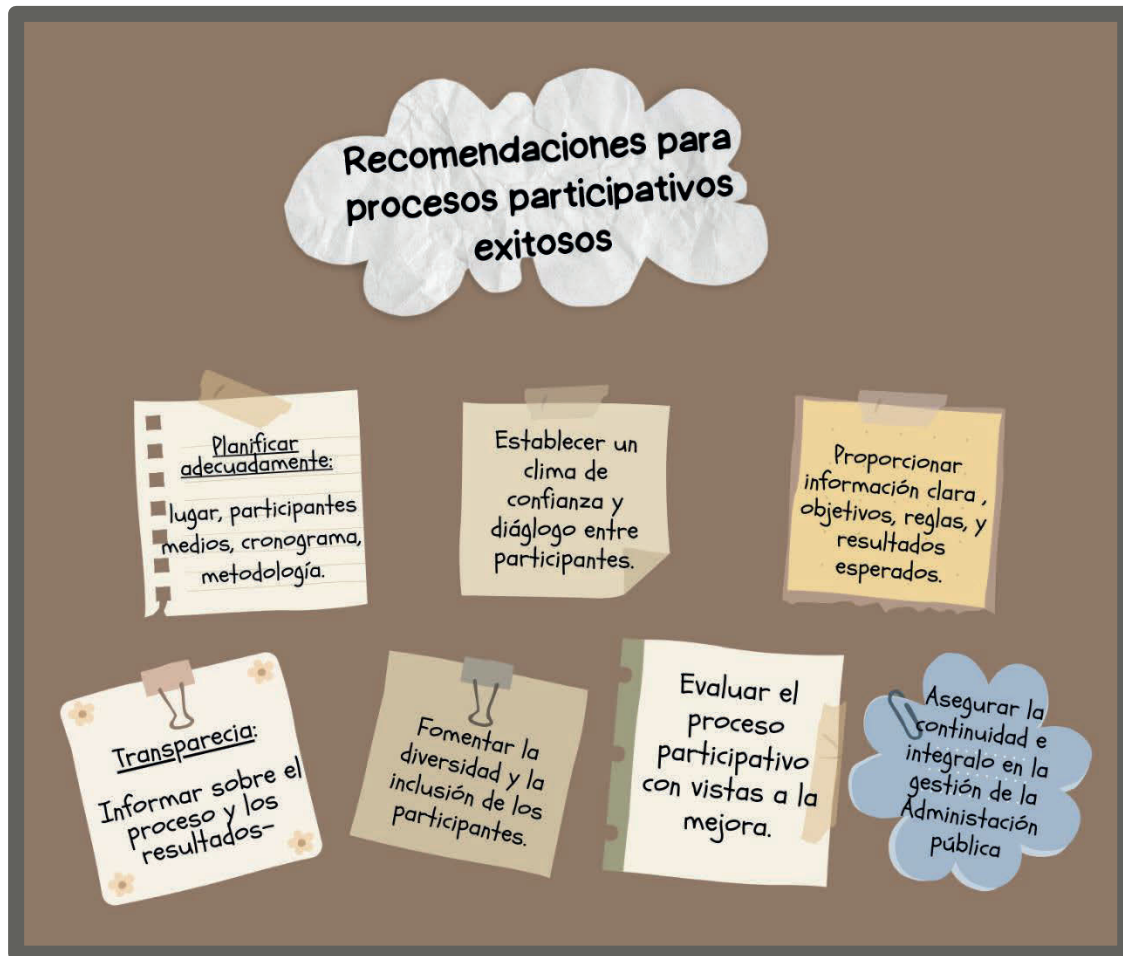 Recomendaciones para
procesos participativos
exitosos
Planificar
adecuadamente:
lugar, participantes
medios, cronograma,
metodología.
Establecer un
clima de
confianza y
diáglogo entre
participantes.
Proporcionar
información clara ,
objetivos, reglas, y
resultados
esperados.
Transparecia:
Informar sobre el
proceso y los
resultados-
Fomentar la
diversidad y la
inclusión de los
participantes.
Evaluar el
proceso
participativo
con vistas a la
mejora.
Asegurar la
continuidad e
integralo en la
gestión de la
Administación
pública